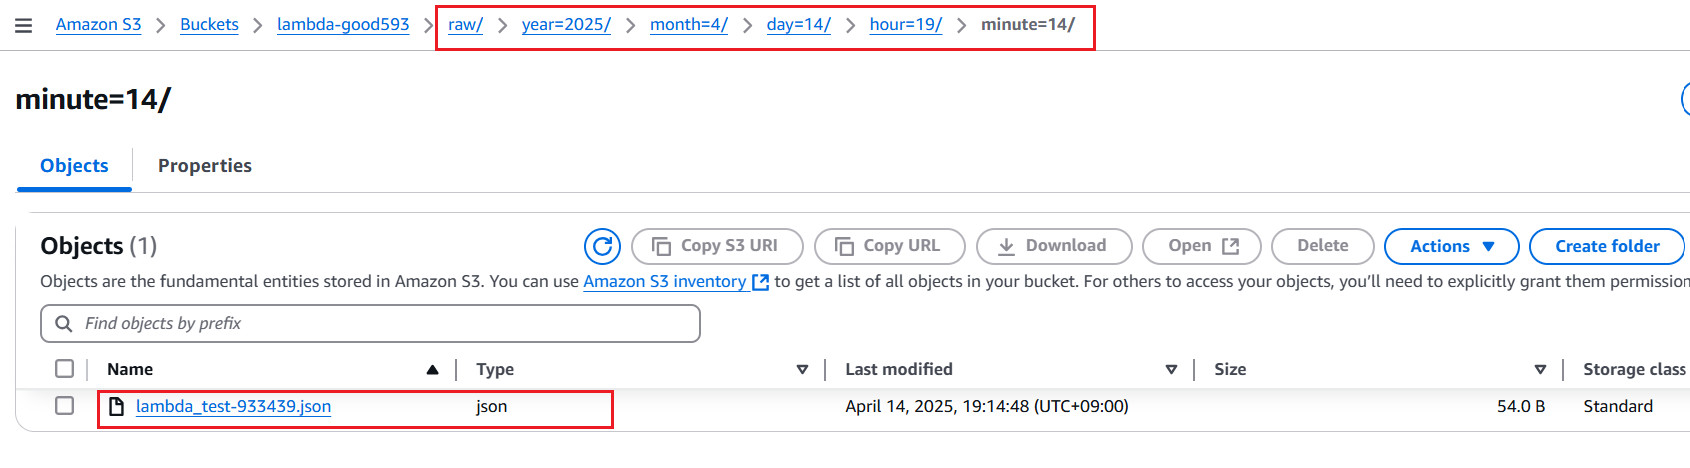 Amazon S3 > Buckets > lambda-good593 > raw/ > year=2025/ > month=4/ > day=14/ > hour=19/ > minute=14/
minute=14/
Objects Properties
Objects (1) Copy S3 URI Copy URL Download Open Delete Actions Create folder
Objects are the fundamental entities stored in Amazon S3. You can use Amazon S3 inventory to get a list of all objects in your bucket. For others to access your objects, you'll need to explicitly grant them permission
Find objects by prefix
Name Type Last modified Size Storage class
lambda_test-933439.json json April 14, 2025, 19:14:48 (UTC+09:00) 54.0 B Standard